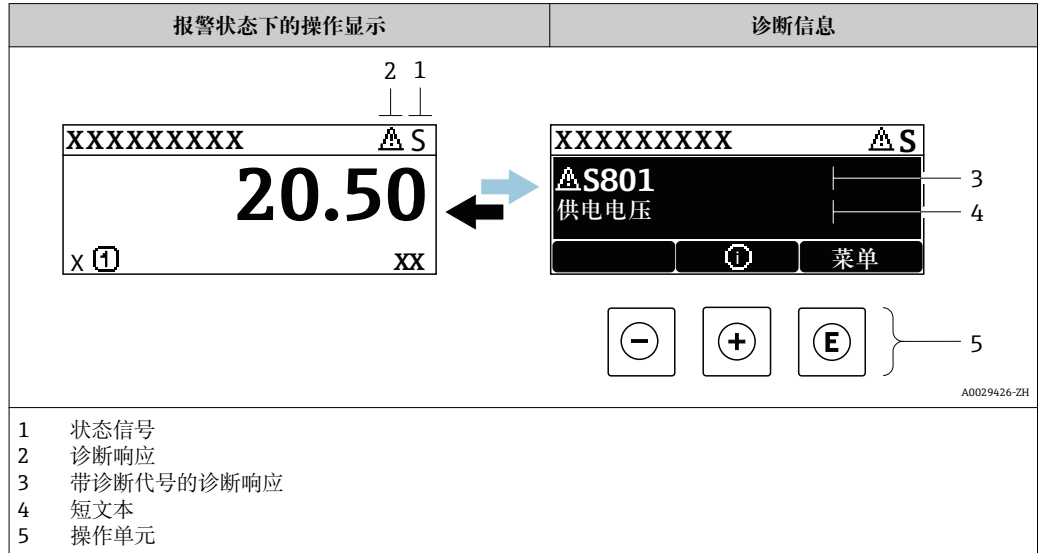 报警状态下的操作显示
诊断信息
2 1
XXXXXXXXX ⚠ S
20.50
X 1
XX
XXXXXXXXX ⚠ S
⚠S801
供电电压
i
菜单
3
4
− + E
5
A0029426-ZH
1 状态信号
2 诊断响应
3 带诊断代号的诊断响应
4 短文本
5 操作单元